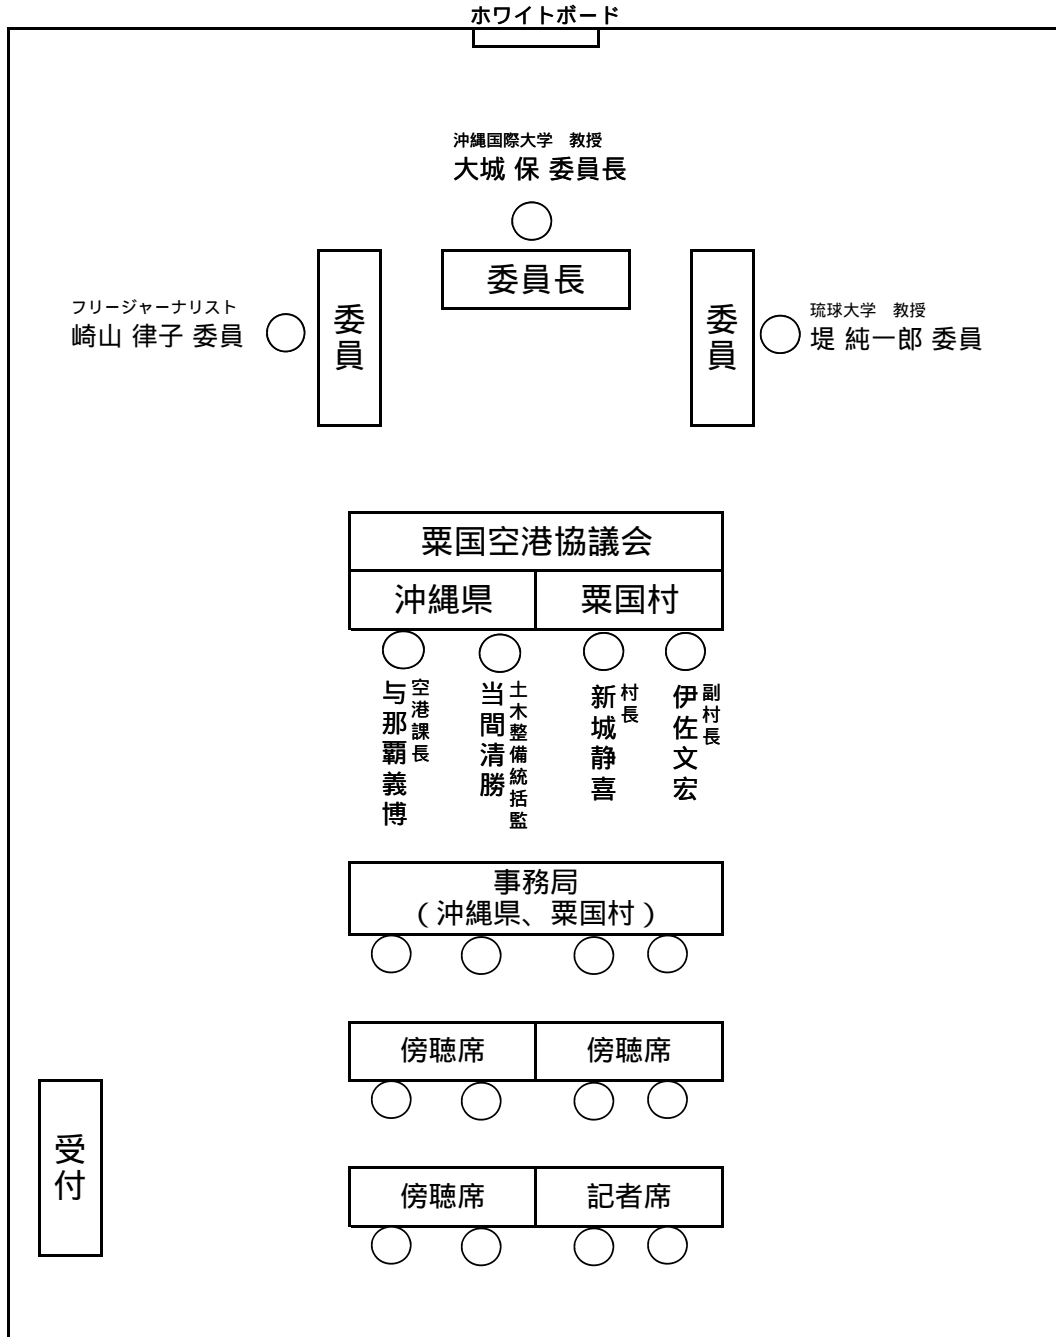 ホワイトボード
沖縄国際大学　教授
大城 保 委員長
委員長
フリージャーナリスト
崎山 律子 委員
委員
委員
琉球大学　教授
堤 純一郎 委員
粟国空港協議会
沖縄県
粟国村
空港課長
与那覇義博
土木整備統括監
当間清勝
村長
新城静喜
副村長
伊佐文宏
事務局
（沖縄県、粟国村）
傍聴席
傍聴席
受付
傍聴席
記者席